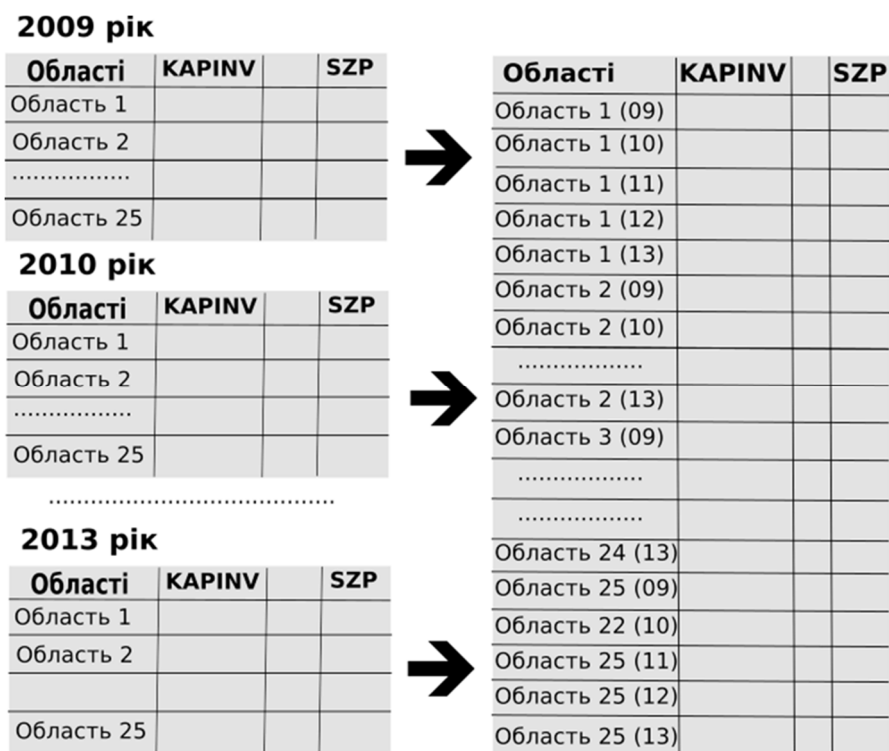 2009 рік
Області KAPINV SZP
Область 1
Область 2
.................
Область 25
2010 рік
Області KAPINV SZP
Область 1
Область 2
.................
Область 25
.........................................
2013 рік
Області KAPINV SZP
Область 1
Область 2
Область 25
Області KAPINV SZP
Область 1 (09)
Область 1 (10)
Область 1 (11)
Область 1 (12)
Область 1 (13)
Область 2 (09)
Область 2 (10)
..................
Область 2 (13)
Область 3 (09)
..................
..................
Область 24 (13)
Область 25 (09)
Область 22 (10)
Область 25 (11)
Область 25 (12)
Область 25 (13)